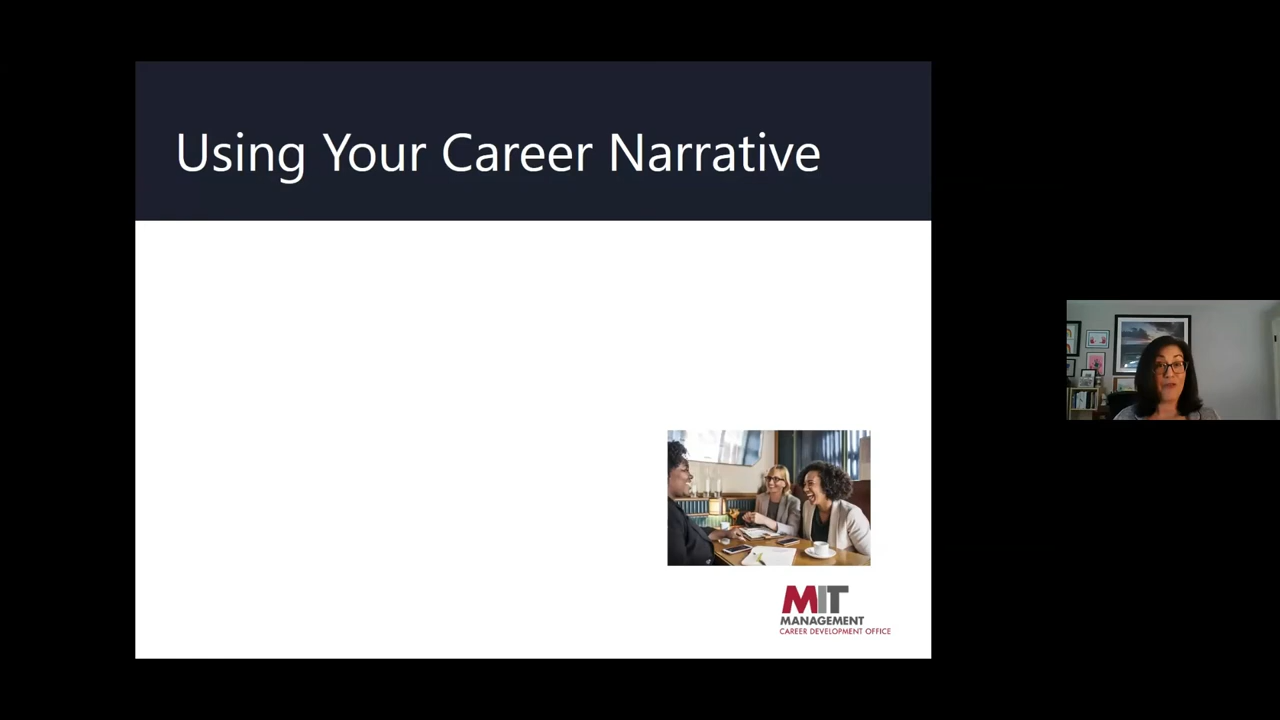 Using Your Career Narrative
MIT
MANAGEMENT
CAREER DEVELOPMENT OFFICE